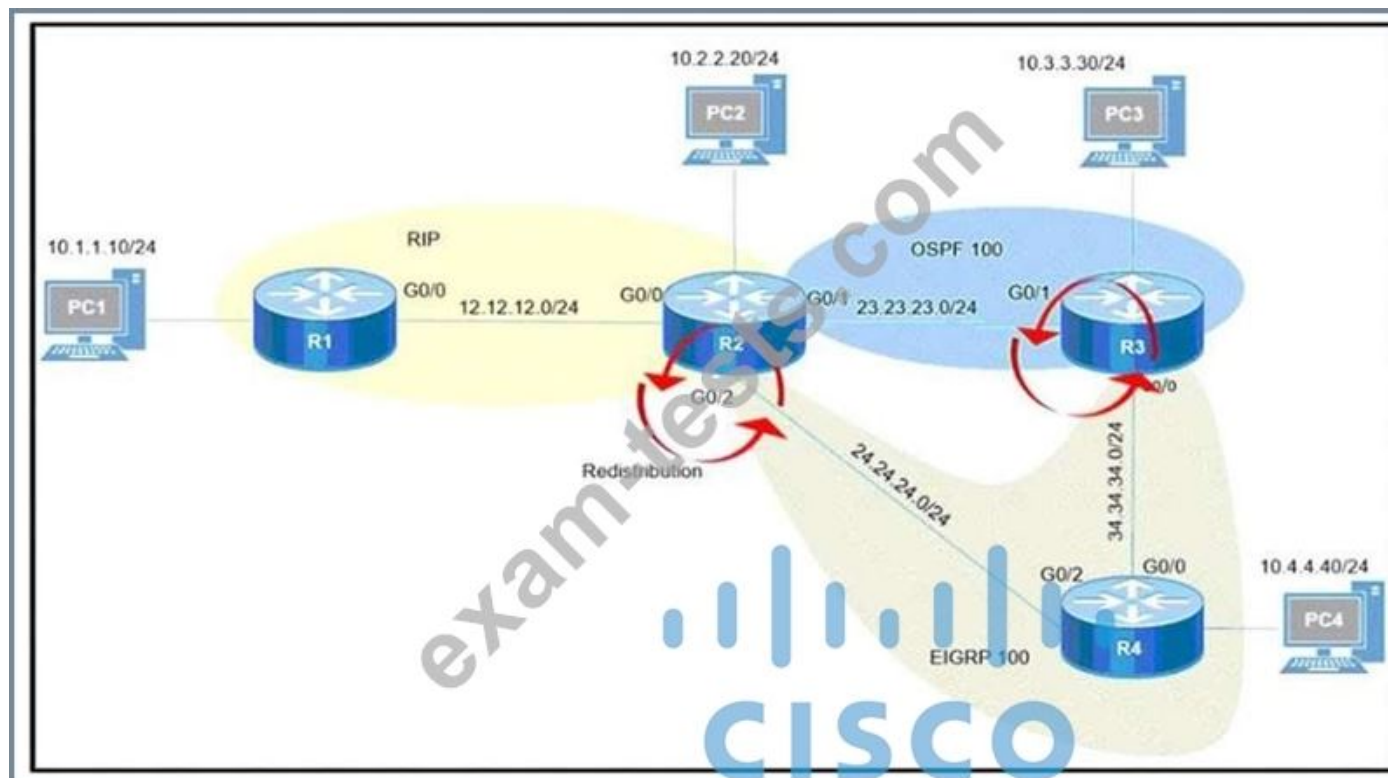 10.2.2.20/24
10.3.3.30/24
PC2
PC3
10.1.1.10/24
RIP
OSPF 100
PC1
G0/0
12.12.12.0/24
G0/0
G0/1
23.23.23.0/24
G0/1
R1
R2
R3
G0/2
G0/0
Redistribution
24.24.24.0/24
34.34.34.0/24
G0/2
G0/0
10.4.4.40/24
PC4
EIGRP 100
R4
exam-tests.com
CISCO